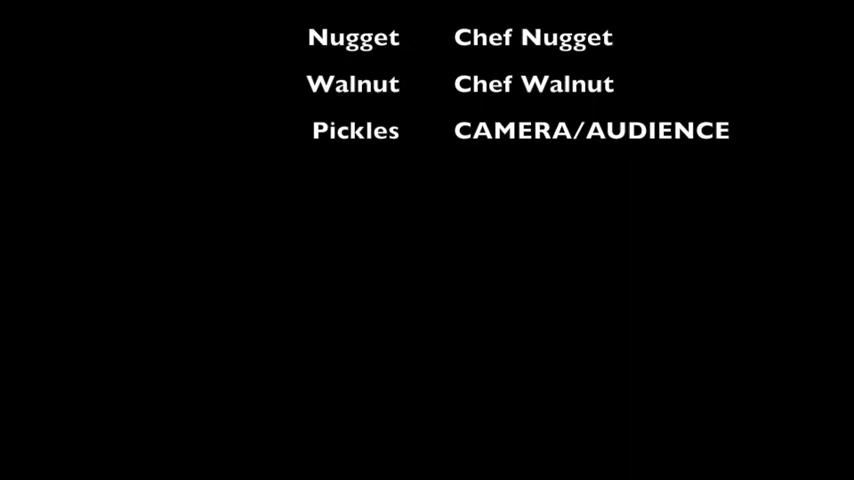 Nugget Chef Nugget
Walnut Chef Walnut
Pickles CAMERA/AUDIENCE